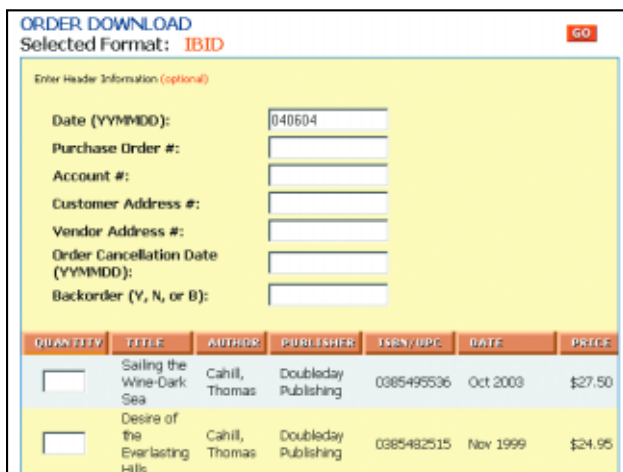 ORDER DOWNLOAD
Selected Format: IBID
GO
Enter Header Information (optional)
Date (YYMMDD): 040604
Purchase Order #:
Account #:
Customer Address #:
Vendor Address #:
Order Cancellation Date
(YYMMDD):
Backorder (Y, N, or B):
QUANTITY TITLE AUTHOR PUBLISHER ISBN/UPC DATE PRICE
Sailing the
Wine-Dark
Sea
Cahill,
Thomas
Doubleday
Publishing
0385495536
Oct 2003
$27.50
Desire of
the
Everlasting
Hills
Cahill,
Thomas
Doubleday
Publishing
0385482515
Nov 1999
$24.95